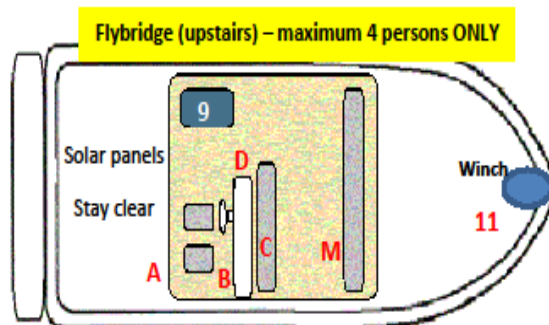 Flybridge (upstairs) – maximum 4 persons ONLY
9
Solar panels
D
Winch
Stay clear
11
C
M
A
B